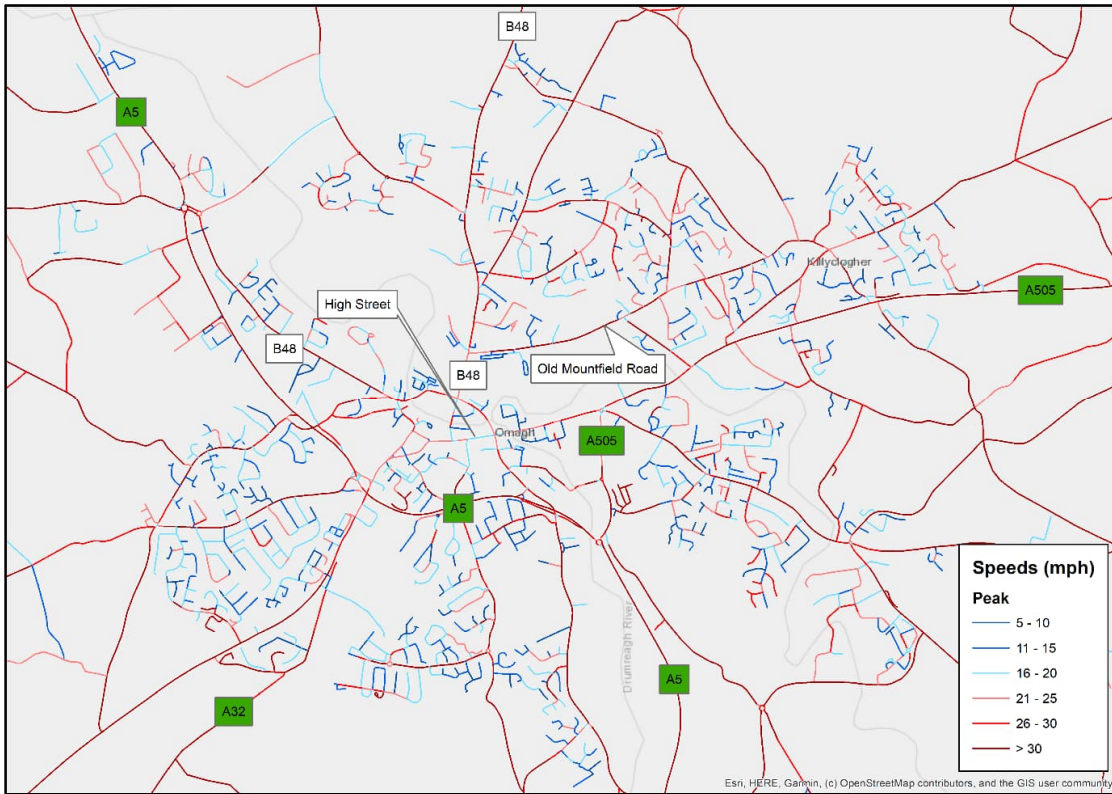 B48
A5
Killyclogher
A505
High Street
B48
Old Mountfield Road
B48
Omagh
A505
A5
Drumreagh River
A5
A32
Speeds (mph)
Peak
5 - 10
11 - 15
16 - 20
21 - 25
26 - 30
> 30
Esri, HERE, Garmin, (c) OpenStreetMap contributors, and the GIS user community